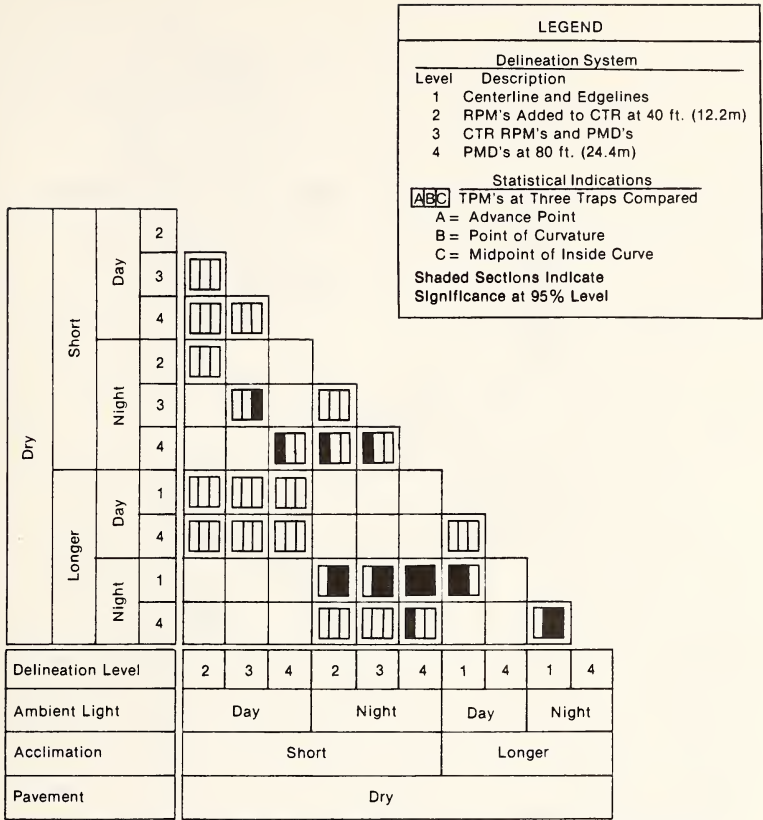 LEGEND
Delineation System
Level Description
1 Centerline and Edgelines
2 RPM's Added to CTR at 40 ft. (12.2m)
3 CTR RPM's and PMD's
4 PMD's at 80 ft. (24.4m)
Statistical Indications
ABC TPM's at Three Traps Compared
A = Advance Point
B = Point of Curvature
C = Midpoint of Inside Curve
Shaded Sections Indicate
Significance at 95% Level
Dry
Short
Day
2
3
4
Night
2
3
4
Longer
Day
1
4
Night
1
4
Delineation Level 2 3 4 2 3 4 1 4 1 4
Ambient Light Day Night Day Night
Acclimation Short Longer
Pavement Dry